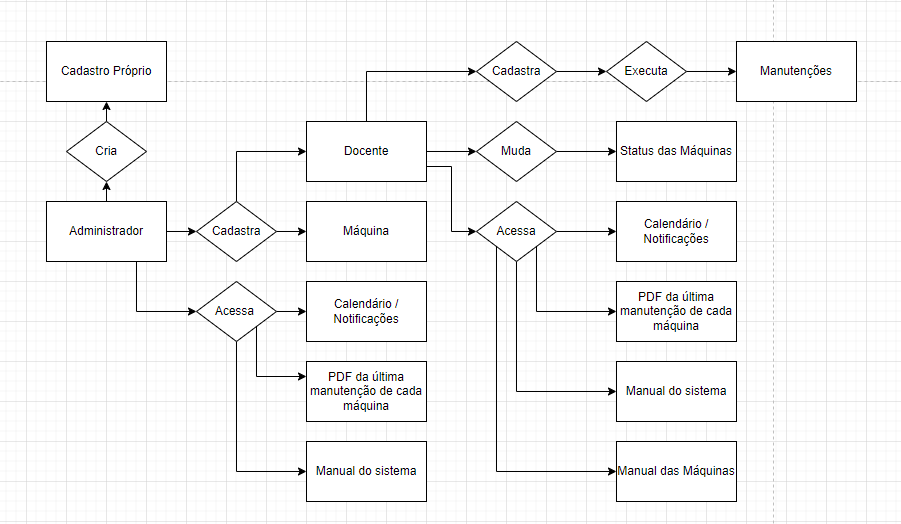 Cadastro Próprio
Cadastra
Executa
Manutenções
Cria
Docente
Muda
Status das Máquinas
Administrador
Cadastra
Máquina
Acessa
Calendário /
Notificações
Acessa
Calendário /
Notificações
PDF da última
manutenção de cada
máquina
PDF da última
manutenção de cada
máquina
Manual do sistema
Manual do sistema
Manual das Máquinas